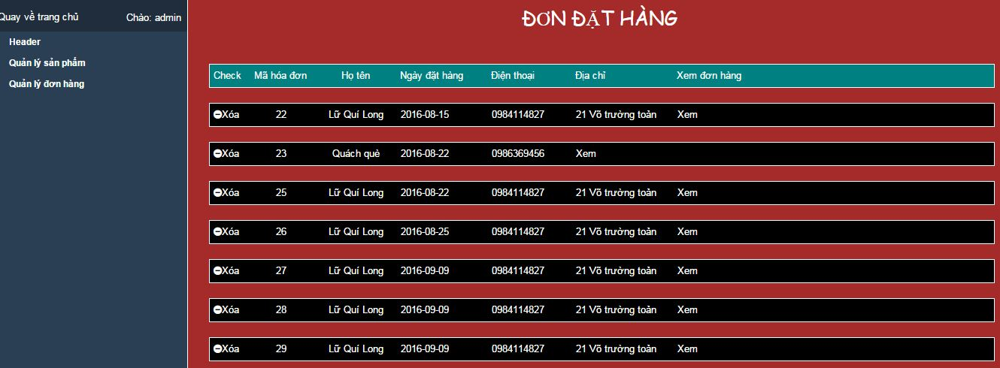 Quay về trang chủ Chào: admin
ĐƠN ĐẶT HÀNG
Header
Quản lý sản phẩm
Quản lý đơn hàng
Check Mã hóa đơn Họ tên Ngày đặt hàng Điện thoại Địa chỉ Xem đơn hàng
Xóa 22 Lữ Quí Long 2016-08-15 0984114827 21 Võ trường toản Xem
Xóa 23 Quách què 2016-08-22 0986369456 Xem
Xóa 25 Lữ Quí Long 2016-08-22 0984114827 21 Võ trường toản Xem
Xóa 26 Lữ Quí Long 2016-08-25 0984114827 21 Võ trường toản Xem
Xóa 27 Lữ Quí Long 2016-09-09 0984114827 21 Võ trường toản Xem
Xóa 28 Lữ Quí Long 2016-09-09 0984114827 21 Võ trường toản Xem
Xóa 29 Lữ Quí Long 2016-09-09 0984114827 21 Võ trường toản Xem